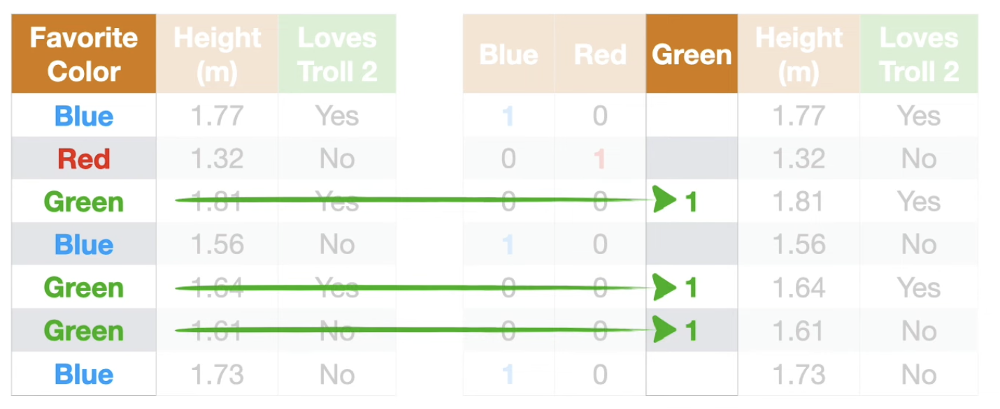 Favorite Color Height (m) Loves Troll 2 Blue Red Green Height (m) Loves Troll 2
Blue 1.77 Yes 1 0 1.77 Yes
Red 1.32 No 0 1 1.32 No
Green 1.81 Yes 0 0 1 1.81 Yes
Blue 1.56 No 1 0 1.56 No
Green 1.64 Yes 0 0 1 1.64 Yes
Green 1.61 No 0 0 1 1.61 No
Blue 1.73 No 1 0 1.73 No